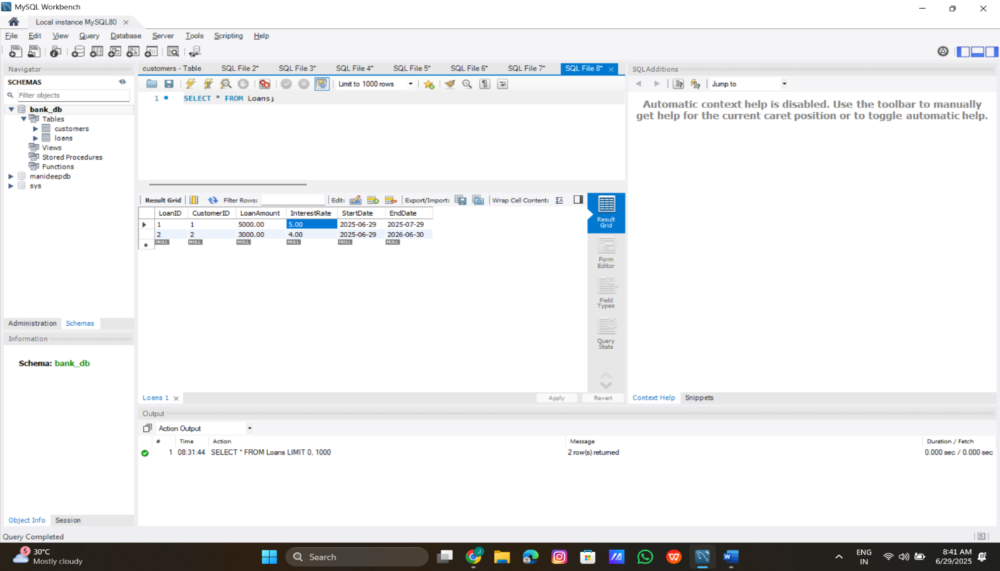 MySQL Workbench
Local instance MySQL80
File Edit View Query Database Server Tools Scripting Help
Navigator
SCHEMAS
Filter objects
bank_db
Tables
customers
loans
Views
Stored Procedures
Functions
manideepdb
sys
Administration Schemas
Information
Schema: bank_db
Object Info Session
Query Completed
customers - Table SQL File 2* SQL File 3* SQL File 4* SQL File 5* SQL File 6* SQL File 7* SQL File 8*
Limit to 1000 rows
1 SELECT * FROM Loans;
Result Grid Filter Rows: Edit: Export/Import: Wrap Cell Content:
LoanID CustomerID LoanAmount InterestRate StartDate EndDate
1 1 5000.00 5.00 2025-06-29 2025-07-29
2 2 3000.00 4.00 2025-06-29 2026-06-30
NULL NULL NULL NULL NULL NULL
Result
Grid
Form
Editor
Field
Types
Query
Stats
Loans 1
Apply Revert
SQLAdditions
Jump to
Automatic context help is disabled. Use the toolbar to manually
get help for the current caret position or to toggle automatic help.
Context Help Snippets
Output
Action Output
# Time Action Message Duration / Fetch
1 08:31:44 SELECT * FROM Loans LIMIT 0, 1000 2 row(s) returned 0.000 sec / 0.000 sec
5
30°C
Mostly cloudy
Search
ENG
IN
8:41 AM
6/29/2025